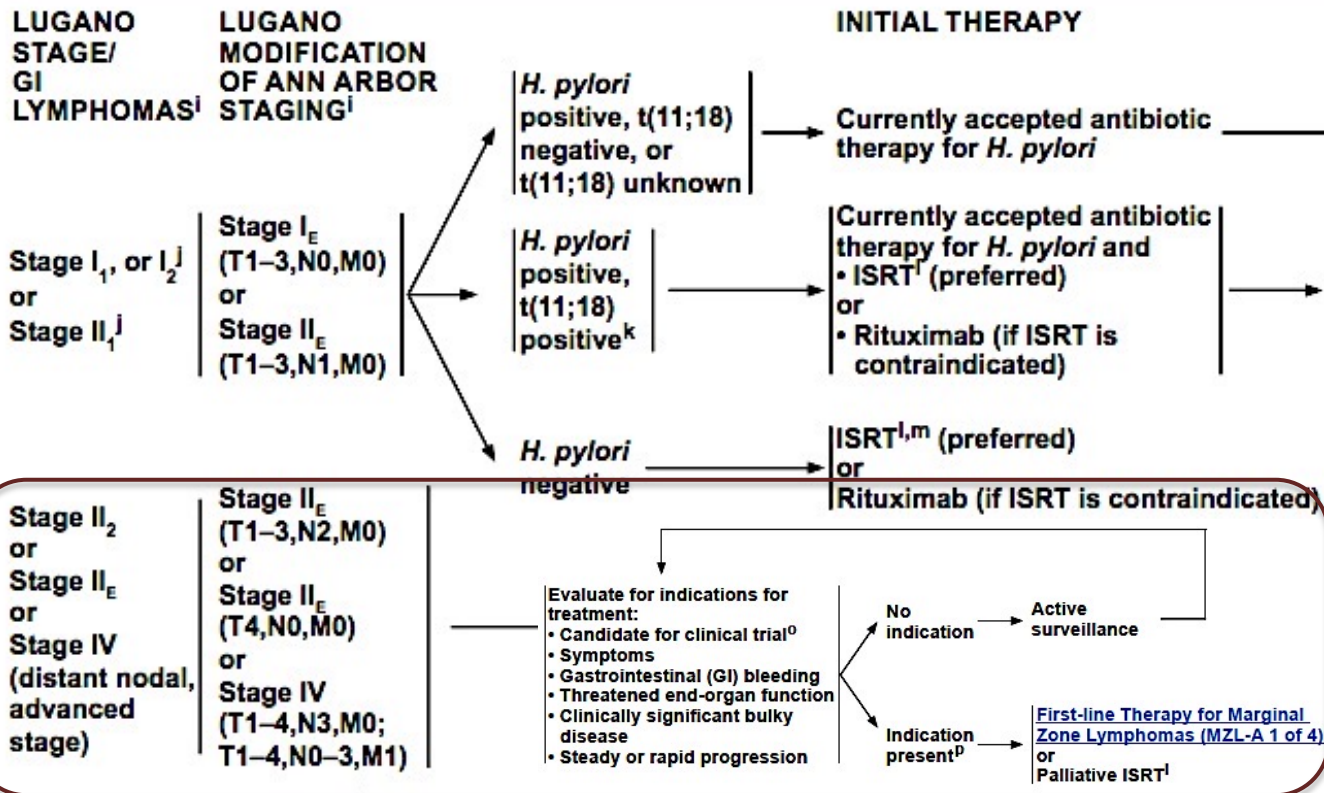 LUGANO
STAGE/
GI
LYMPHOMASⁱ
LUGANO
MODIFICATION
OF ANN ARBOR
STAGINGʲ
INITIAL THERAPY
Stage I₁, or I₂ʲ
or
Stage II₁ʲ
Stage I_E
(T1–3,N0,M0)
or
Stage II_E
(T1–3,N1,M0)
H. pylori
positive, t(11;18)
negative, or
t(11;18) unknown
Currently accepted antibiotic
therapy for H. pylori
H. pylori
positive,
t(11;18)
positiveᵏ
Currently accepted antibiotic
therapy for H. pylori and
• ISRTˡ (preferred)
or
• Rituximab (if ISRT is
contraindicated)
H. pylori
negative
ISRTˡ,ᵐ (preferred)
or
Rituximab (if ISRT is contraindicated)
Stage II₂
or
Stage II_E
or
Stage IV
(distant nodal,
advanced
stage)
Stage II_E
(T1–3,N2,M0)
or
Stage II_E
(T4,N0,M0)
or
Stage IV
(T1–4,N3,M0;
T1–4,N0–3,M1)
Evaluate for indications for
treatment:
• Candidate for clinical trialᵒ
• Symptoms
• Gastrointestinal (GI) bleeding
• Threatened end-organ function
• Clinically significant bulky
disease
• Steady or rapid progression
No
indication
Active
surveillance
Indication
presentᵖ
First-line Therapy for Marginal
Zone Lymphomas (MZL-A 1 of 4)
or
Palliative ISRTˡ